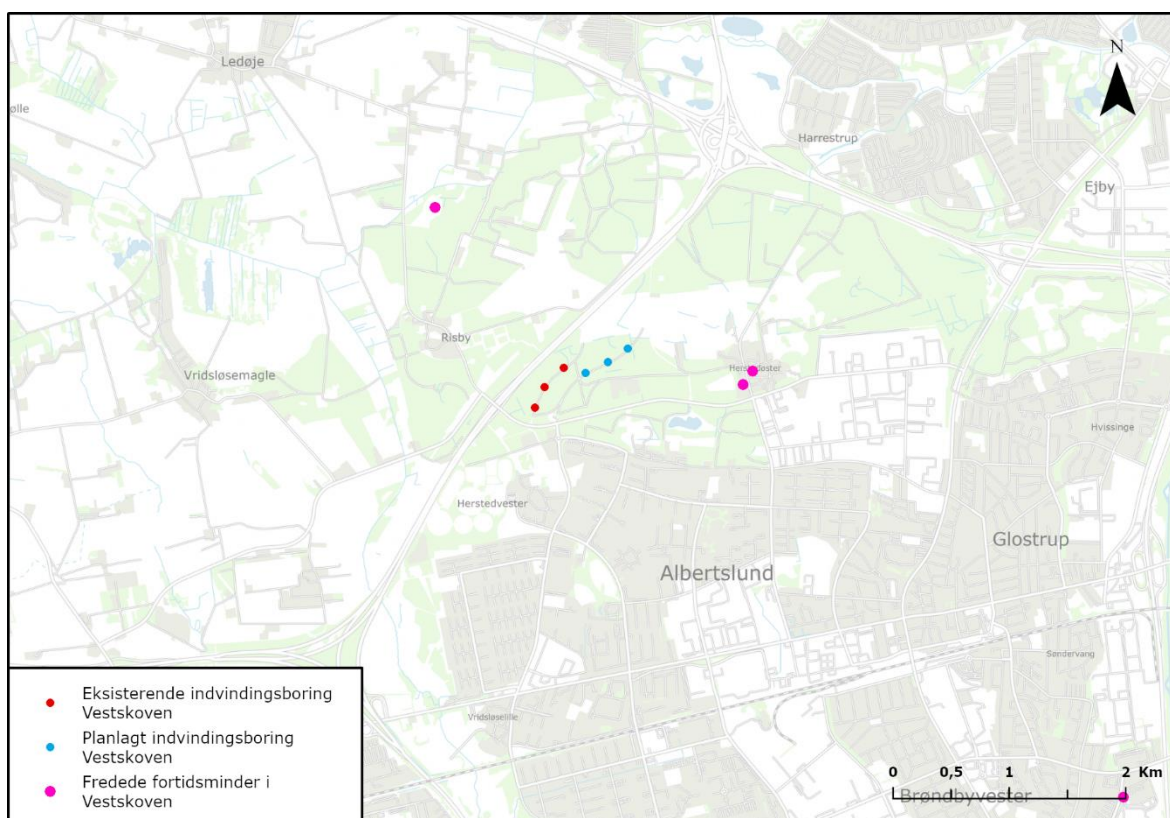 Ledøje
N
ølle
Harrestrup
Ejby
Risby
Vridsløsemagle
Herstedøster
Hvissinge
Herstedvester
Glostrup
Albertslund
Søndervang
Vridsløselille
Eksisterende indvindingsboring
Vestskoven
Planlagt indvindingsboring
Vestskoven
Fredede fortidsminder i
Vestskoven
0 0,5 1 2 Km
Brøndbyvester